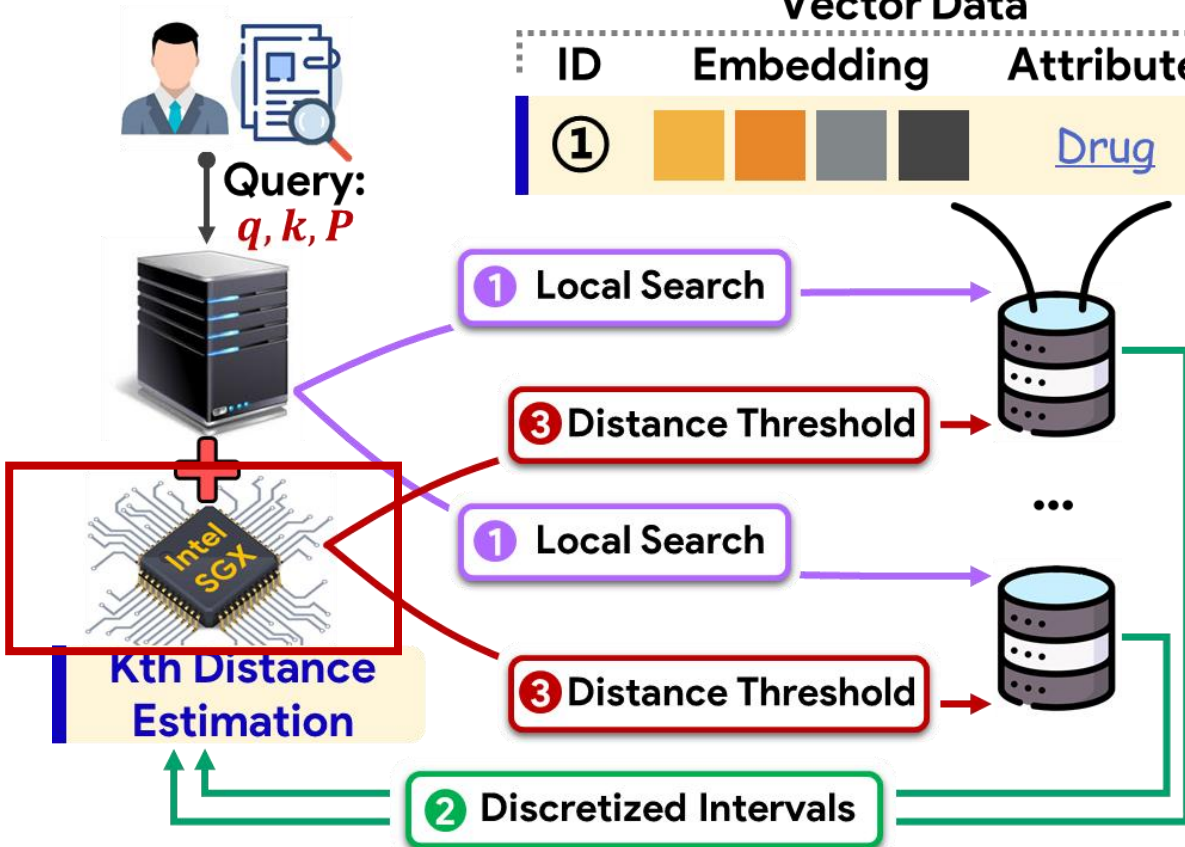 Vector Data
ID Embedding Attribute
① Drug
Query:
q, k, P
1 Local Search
3 Distance Threshold
Intel
SGX
1 Local Search
Kth Distance
Estimation
3 Distance Threshold
...
2 Discretized Intervals